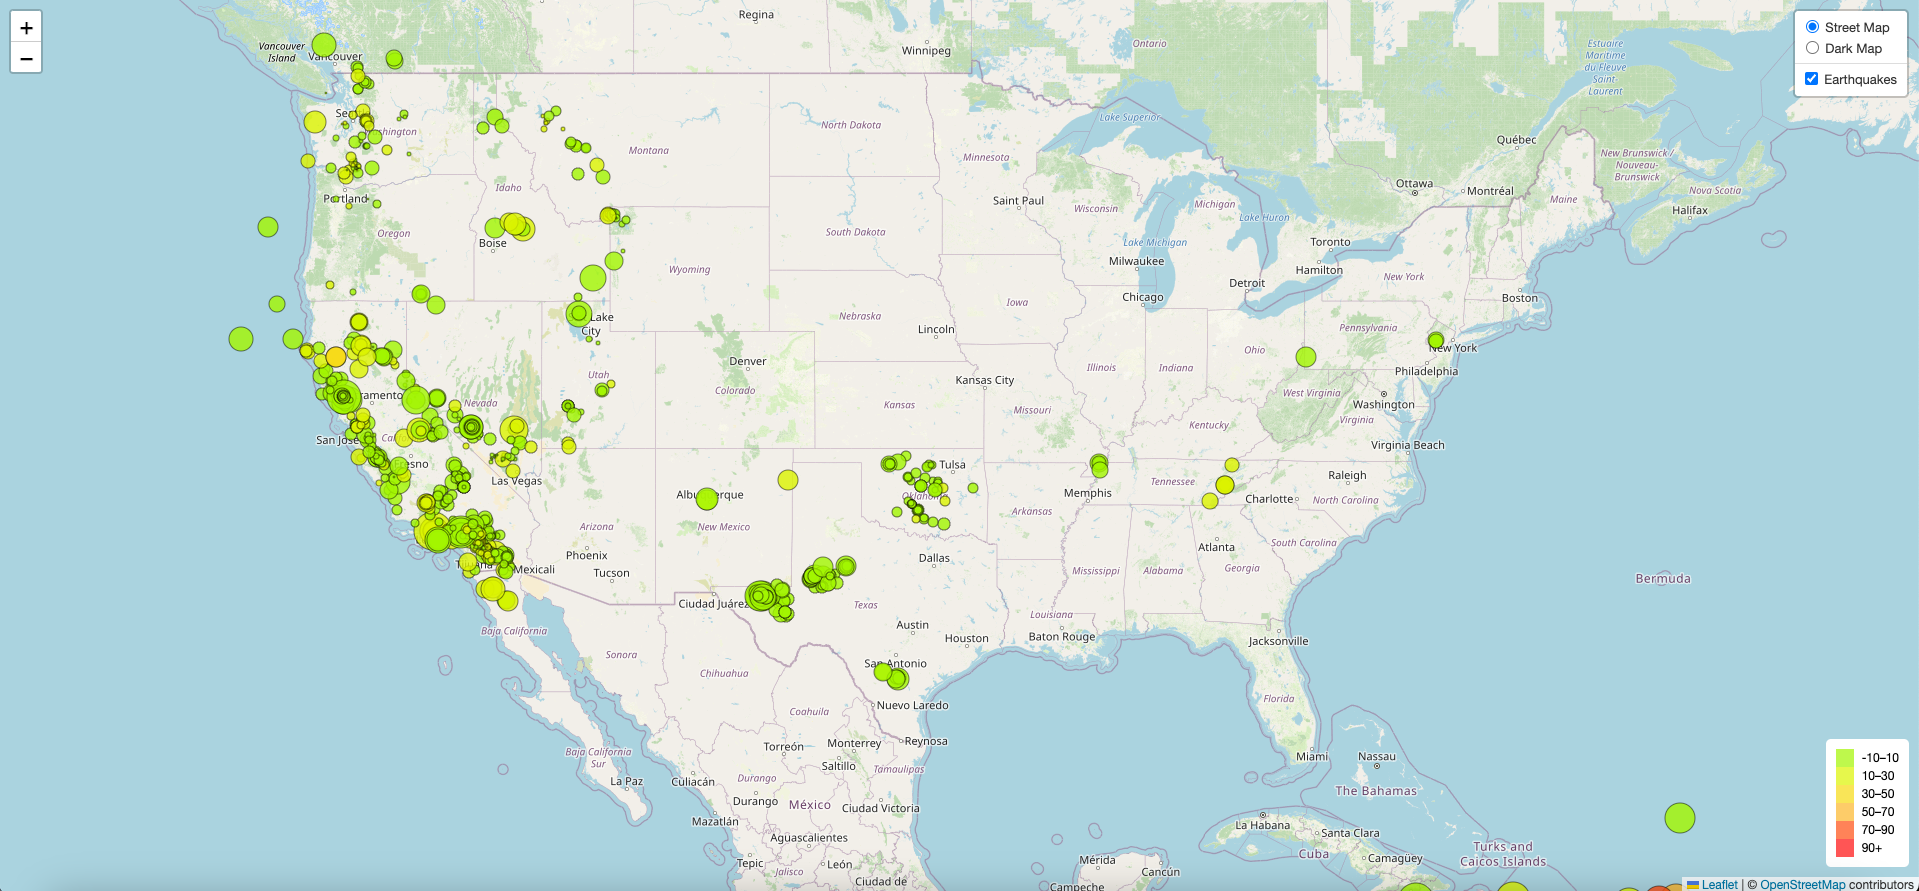 +
−
Street Map
Dark Map
Earthquakes
Regina
Winnipeg
Ontario
Vancouver
Island
Vancouver
Estuaire
Maritime
du Fleuve
Saint-
Laurent
Lake Superior
North Dakota
Montana
Minnesota
Québec
New Brunswick /
Nouveau-
Brunswick
Nova Scotia
Halifax
Ottawa
Montréal
Maine
Idaho
Portland
Saint Paul
Wisconsin
Michigan
Lake Huron
Oregon
Boise
South Dakota
Lake Michigan
Toronto
Wyoming
Milwaukee
Hamilton
New York
Detroit
Chicago
Boston
Iowa
Lake
City
Nebraska
Lincoln
Pennsylvania
New York
Ohio
Utah
Denver
Colorado
Kansas City
Illinois
Indiana
Philadelphia
West Virginia
Washington
Nevada
Kansas
Missouri
Virginia
Kentucky
Virginia Beach
Tulsa
Las Vegas
Raleigh
Tennessee
Memphis
Charlotte
North Carolina
Arkansas
New Mexico
Arizona
Phoenix
Tucson
Mexicali
Dallas
Atlanta
South Carolina
Mississippi
Alabama
Georgia
Bermuda
Ciudad Juárez
Texas
Louisiana
Austin
Houston
Baton Rouge
Jacksonville
Baja California
Sonora
San Antonio
Chihuahua
Florida
Nuevo Laredo
Coahuila
Torreón
Monterrey
Reynosa
Baja California
Sur
Saltillo
Tamaulipas
Miami
Nassau
La Paz
Culiacán
Durango
The Bahamas
Durango
México
Ciudad Victoria
Mazatlán
La Habana
Santa Clara
Aguascalientes
Tepic
León
Jalisco
Cuba
Camagüey
Turks and
Caicos Islands
Mérida
Cancún
Ciudad de
Campeche
-10–10
10–30
30–50
50–70
70–90
90+
Leaflet | © OpenStreetMap contributors